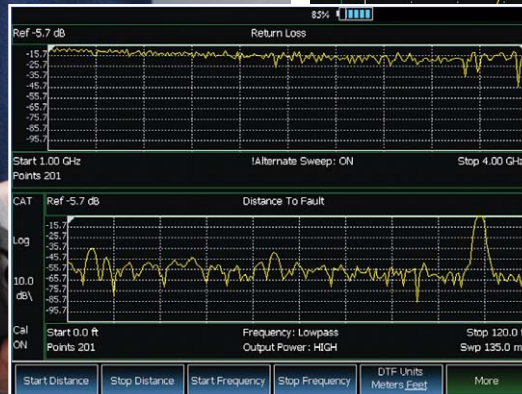 85%
Ref -5.7 dB Return Loss
-15.7
-25.7
-35.7
-45.7
-55.7
-65.7
-75.7
-85.7
-95.7
Start 1.00 GHz !Alternate Sweep: ON Stop 4.00 GHz
Points 201
CAT Ref -5.7 dB Distance To Fault
-15.7
-25.7
-35.7
Log
-45.7
-55.7
-65.7
10.0
-75.7
dB\
-85.7
-95.7
Cal Start 0.0 ft Frequency: Lowpass Stop 120.0
ON Points 201 Output Power: HIGH Swp 135.0 m
Start Distance Stop Distance Start Frequency Stop Frequency DTF Units More
Meters Feet